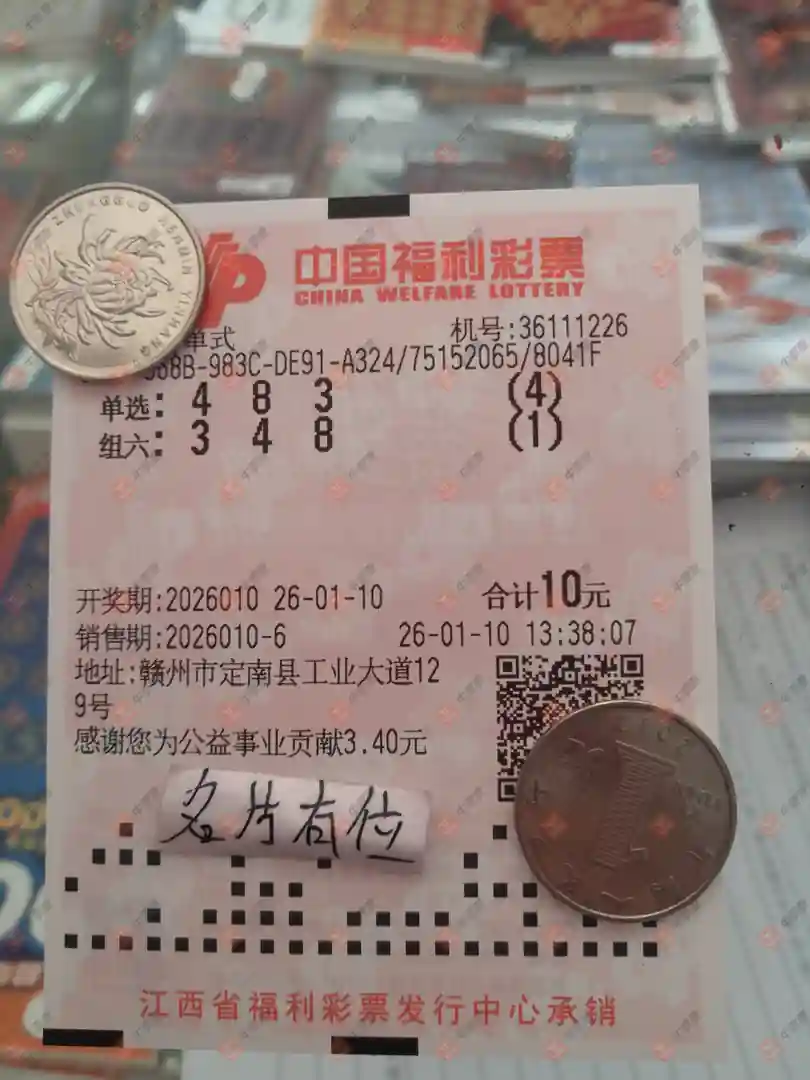 中国福利彩票
CHINA WELFARE LOTTERY
单式 机号:36111226
68B-983C-DE91-A324/75152065/8041F
单选: 4 8 3 (4)
组六: 3 4 8 (1)
开奖期:2026010 26-01-10 合计10元
销售期:2026010-6 26-01-10 13:38:07
地址:赣州市定南县工业大道12
9号
感谢您为公益事业贡献3.40元
名片有位
江西省福利彩票发行中心承销